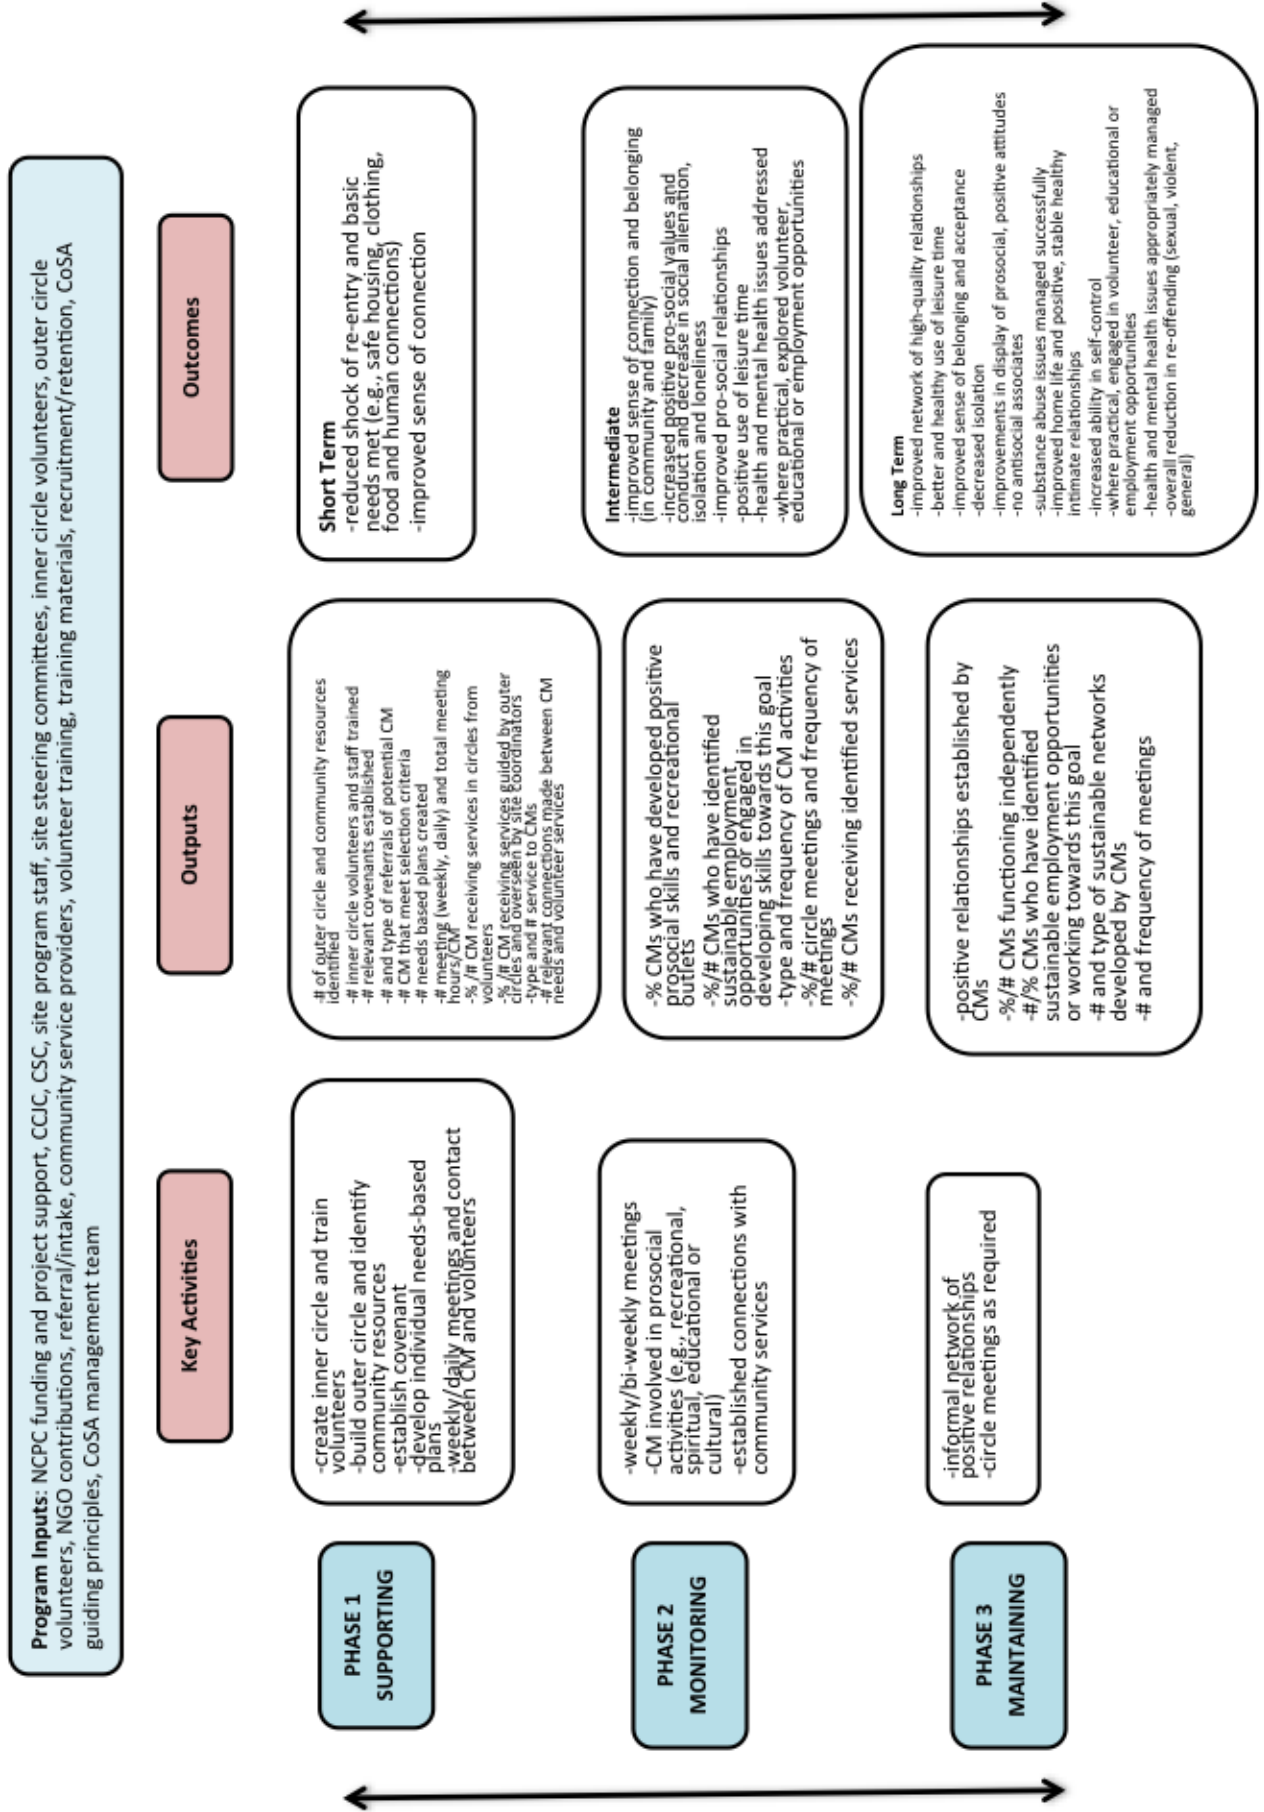 Program Inputs: NCPC funding and project support, CCJC, CSC, site program staff, site steering committees, inner circle volunteers, outer circle
volunteers, NGO contributions, referral/intake, community service providers, volunteer training, training materials, recruitment/retention, CoSA
guiding principles, CoSA management team
Key Activities
Outputs
Outcomes
PHASE 1
SUPPORTING
-create inner circle and train
volunteers
-build outer circle and identify
community resources
-establish covenant
-develop individual needs-based
plans
-weekly/daily meetings and contact
between CM and volunteers
-# of outer circle and community resources
identified
-# inner circle volunteers and staff trained
-# relevant covenants established
-# and type of referrals of potential CM
-# CM that meet selection criteria
-# needs based plans created
-# meeting (weekly, daily) and total meeting
hours/CM
-% /# CM receiving services in circles from
volunteers
-% /# CM receiving services guided by outer
circles and overseen by site coordinators
-type and # service to CMs
-# relevant connections made between CM
needs and volunteer services
Short Term
-reduced shock of re-entry and basic
needs met (e.g., safe housing, clothing,
food and human connections)
-improved sense of connection
PHASE 2
MONITORING
-weekly/bi-weekly meetings
-CM involved in prosocial
activities (e.g., recreational,
spiritual, educational or
cultural)
-established connections with
community services
-% CMs who have developed positive
prosocial skills and recreational
outlets
-%/# CMs who have identified
sustainable employment
opportunities or engaged in
developing skills towards this goal
-type and frequency of CM activities
-%/# circle meetings and frequency of
meetings
-%/# CMs receiving identified services
Intermediate
-improved sense of connection and belonging
(in community and family)
-increased positive pro-social values and
conduct and decrease in social alienation,
isolation and loneliness
-improved pro-social relationships
-positive use of leisure time
-health and mental health issues addressed
-where practical, explored volunteer,
educational or employment opportunities
PHASE 3
MAINTAINING
-informal network of
positive relationships
-circle meetings as required
-positive relationships established by
CMs
-%/# CMs functioning independently
-#/% CMs who have identified
sustainable employment opportunities
or working towards this goal
-# and type of sustainable networks
developed by CMs
-# and frequency of meetings
Long Term
-improved network of high-quality relationships
-better and healthy use of leisure time
-improved sense of belonging and acceptance
-decreased isolation
-improvements in display of prosocial, positive attitudes
-no antisocial associates
-substance abuse issues managed successfully
-improved home life and positive, stable healthy
intimate relationships
-increased ability in self-control
-where practical, engaged in volunteer, educational or
employment opportunities
-health and mental health issues appropriately managed
-overall reduction in re-offending (sexual, violent,
general)